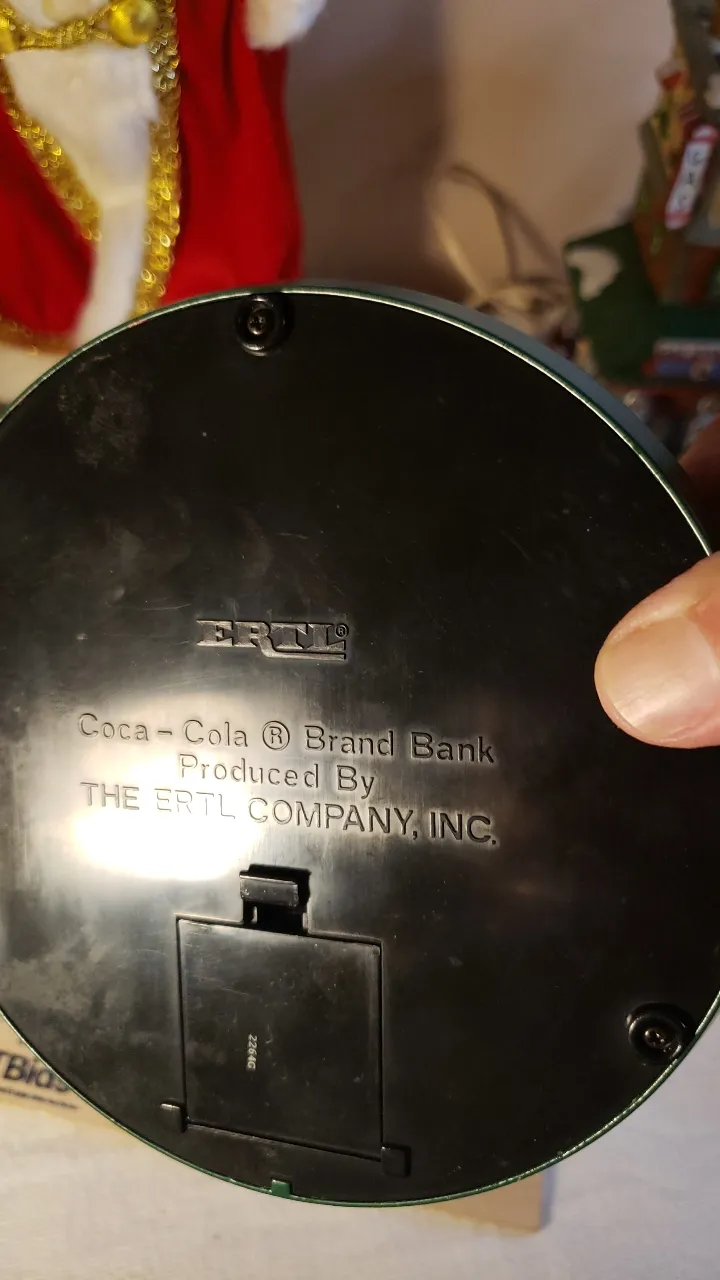 ERTL®
Coca-Cola ® Brand Bank
Produced By
THE ERTL COMPANY, INC.
2264G